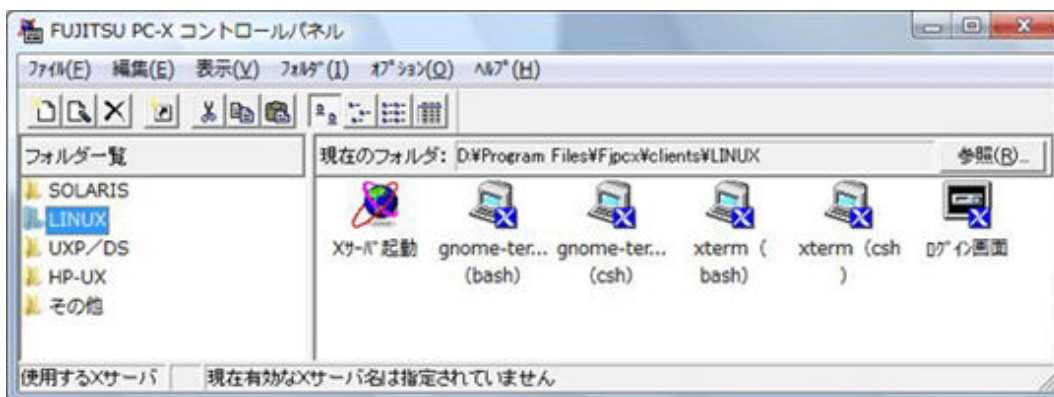 FUJITSU PC-X コントロールパネル
ﾌｧｲﾙ(F) 編集(E) 表示(V) ﾌｫﾙﾀﾞ(I) ｵﾌﾟｼｮﾝ(O) ﾍﾙﾌﾟ(H)
フォルダ一覧
現在のフォルダ: D:¥Program Files¥Fjpcx¥clients¥LINUX 参照(R)...
SOLARIS
LINUX
UXP／DS
HP-UX
その他
Xｻｰﾊﾞ起動
gnome-ter...
(bash)
gnome-ter...
(csh)
xterm (
bash)
xterm (csh
)
ﾛｸﾞｲﾝ画面
使用するXサーバ 現在有効なXサーバ名は指定されていません